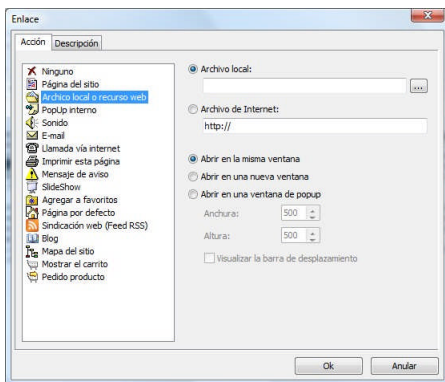 Enlace
Acción
Descripción
Ninguno
Página del sitio
Archico local o recurso web
PopUp interno
Sonido
E-mail
Llamada vía internet
Imprimir esta página
Mensaje de aviso
SlideShow
Agregar a favoritos
Página por defecto
Sindicación web (Feed RSS)
Blog
Mapa del sitio
Mostrar el carrito
Pedido producto
Archivo local:
...
Archivo de Internet:
http://
Abrir en la misma ventana
Abrir en una nueva ventana
Abrir en una ventana de popup
Anchura: 500
Altura: 500
Visualizar la barra de desplazamiento
Ok
Anular